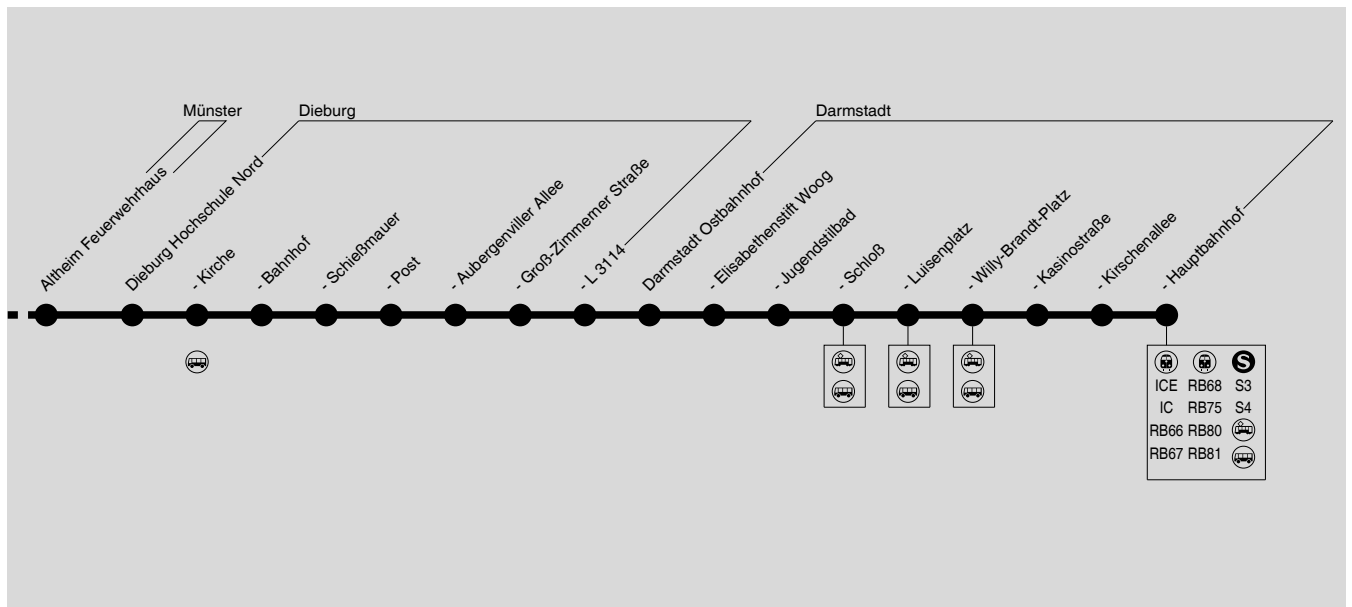 Münster
Dieburg
Darmstadt
Altheim Feuerwehrhaus
Dieburg Hochschule Nord
- Kirche
- Bahnhof
- Schießmauer
- Post
- Aubergenviller Allee
- Groß-Zimmerner Straße
- L 3114
Darmstadt Ostbahnhof
- Elisabethenstift Woog
- Jugendstilbad
- Schloß
- Luisenplatz
- Willy-Brandt-Platz
- Kasinostraße
- Kirschenallee
- Hauptbahnhof
S
ICE RB68 S3
IC RB75 S4
RB66 RB80
RB67 RB81